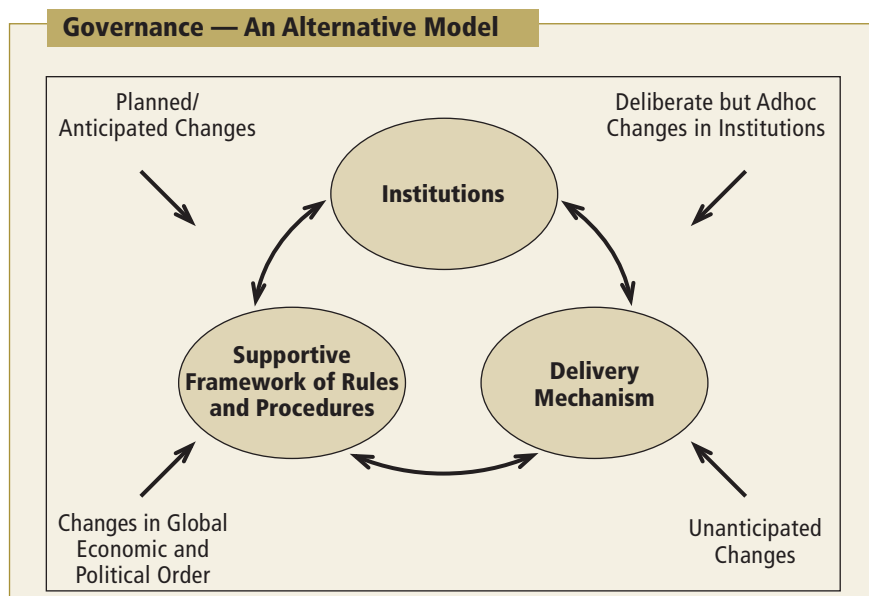 Governance — An Alternative Model
Planned/
Anticipated Changes
Deliberate but Adhoc
Changes in Institutions
Institutions
Supportive
Framework of Rules
and Procedures
Delivery
Mechanism
Changes in Global
Economic and
Political Order
Unanticipated
Changes